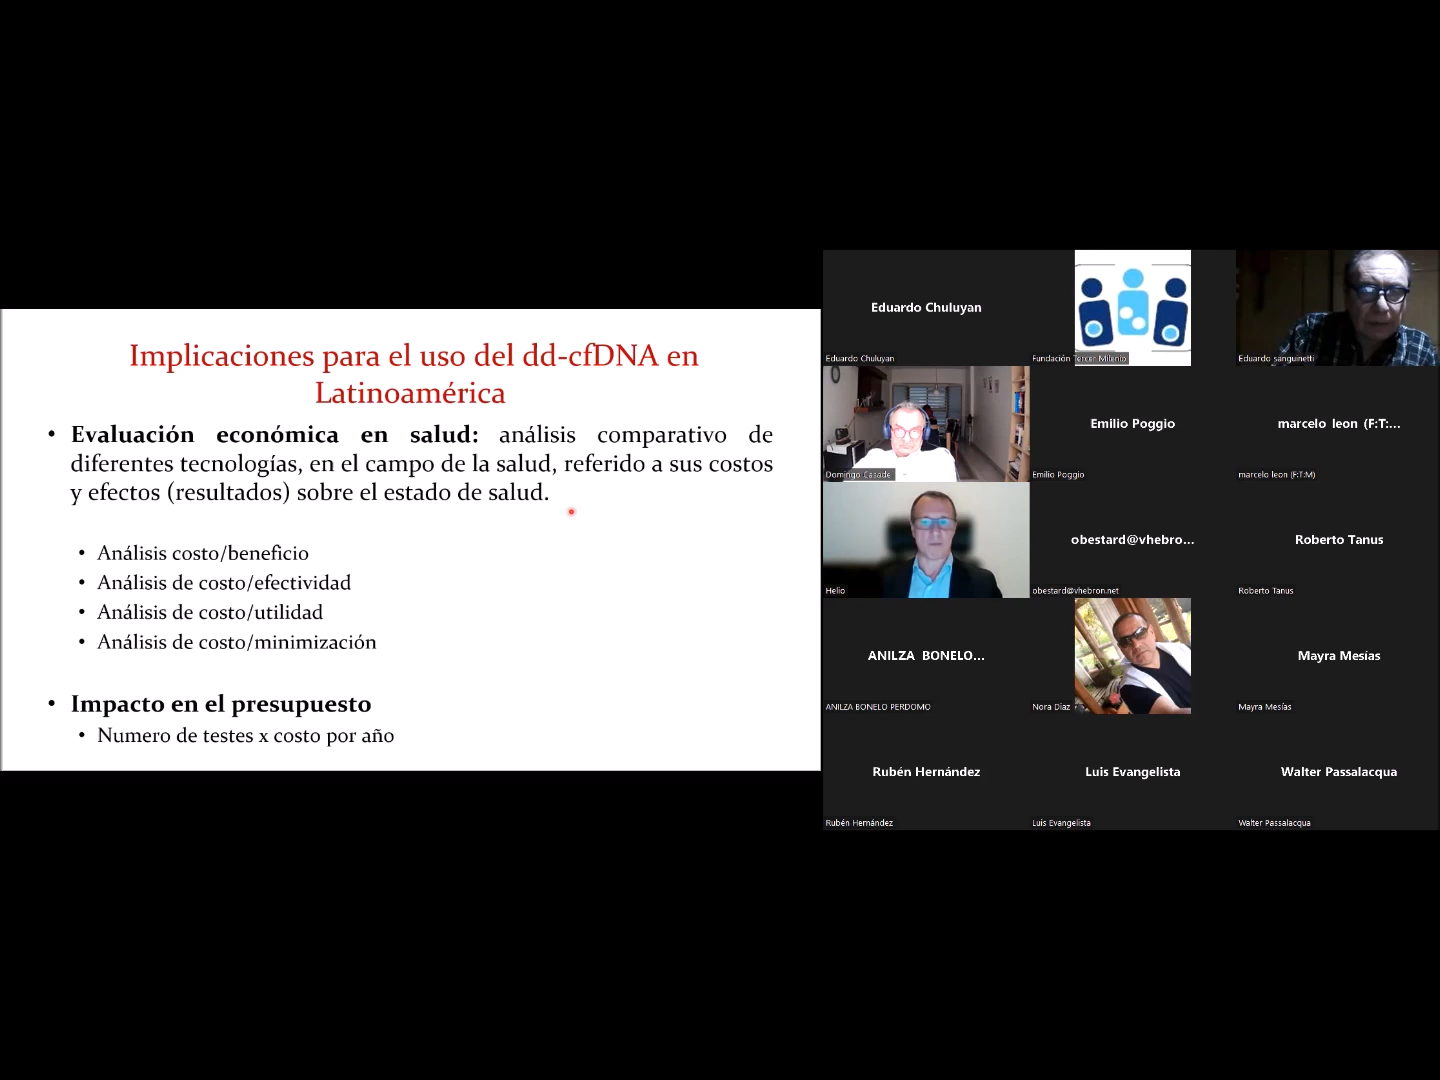 Implicaciones para el uso del dd-cfDNA en
Latinoamérica
• Evaluación económica en salud: análisis comparativo de
diferentes tecnologías, en el campo de la salud, referido a sus costos
y efectos (resultados) sobre el estado de salud.
• Análisis costo/beneficio
• Análisis de costo/efectividad
• Análisis de costo/utilidad
• Análisis de costo/minimización
• Impacto en el presupuesto
• Numero de testes x costo por año
Eduardo Chuluyan
Eduardo Chuluyan
Fundación Tercer Milenio
Eduardo sanguinetti
Domingo Casade
Emilio Poggio
Emilio Poggio
marcelo leon (F:T:...
marcelo leon (F:T:M)
Helio
obestard@vhebro...
obestard@vhebron.net
Roberto Tanus
Roberto Tanus
ANILZA BONELO...
ANILZA BONELO PERDOMO
Nora Diaz
Mayra Mesías
Mayra Mesías
Rubén Hernández
Rubén Hernández
Luis Evangelista
Luis Evangelista
Walter Passalacqua
Walter Passalacqua